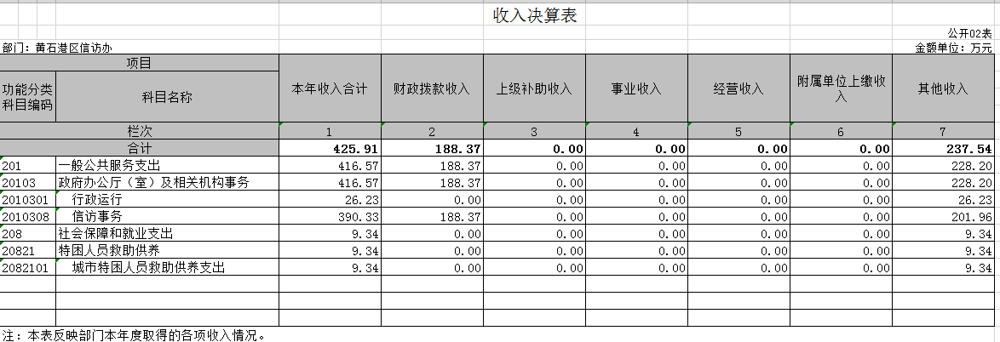 收入决算表
公开02表
部门：黄石港区信访办 金额单位：万元
项目 本年收入合计 财政拨款收入 上级补助收入 事业收入 经营收入 附属单位上缴收入 其他收入
功能分类科目编码 科目名称
栏次 1 2 3 4 5 6 7
合计 425.91 188.37 0.00 0.00 0.00 0.00 237.54
201 一般公共服务支出 416.57 188.37 0.00 0.00 0.00 0.00 228.20
20103 政府办公厅（室）及相关机构事务 416.57 188.37 0.00 0.00 0.00 0.00 228.20
2010301 行政运行 26.23 0.00 0.00 0.00 0.00 0.00 26.23
2010308 信访事务 390.33 188.37 0.00 0.00 0.00 0.00 201.96
208 社会保障和就业支出 9.34 0.00 0.00 0.00 0.00 0.00 9.34
20821 特困人员救助供养 9.34 0.00 0.00 0.00 0.00 0.00 9.34
2082101 城市特困人员救助供养支出 9.34 0.00 0.00 0.00 0.00 0.00 9.34
注：本表反映部门本年度取得的各项收入情况。